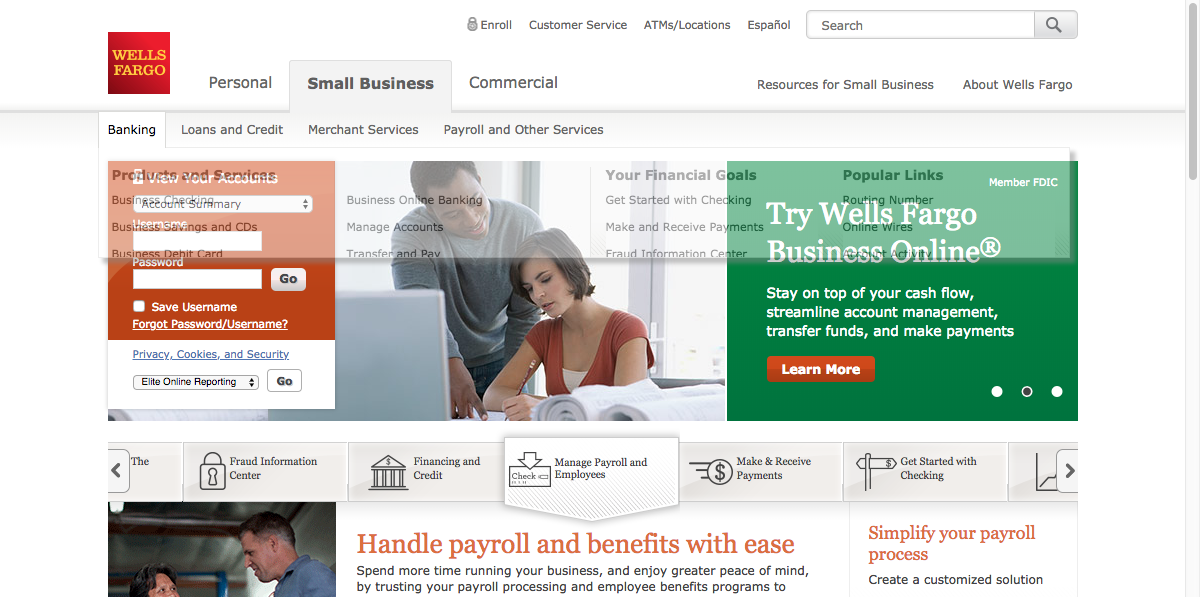 Enroll
Customer Service
ATMs/Locations
Español
Search
WELLS
FARGO
Personal
Small Business
Commercial
Resources for Small Business
About Wells Fargo
Banking
Loans and Credit
Merchant Services
Payroll and Other Services
Products and Services
View Your Accounts
Business Checking
Account Summary
Username
Business Savings and CDs
Business Debit Card
Password
Go
Save Username
Forgot Password/Username?
Privacy, Cookies, and Security
Elite Online Reporting
Go
Business Online Banking
Manage Accounts
Transfer and Pay
Your Financial Goals
Get Started with Checking
Make and Receive Payments
Fraud Information Center
Popular Links
Routing Number
Online Wires
Account Activity
Member FDIC
Try Wells Fargo
Business Online®
Stay on top of your cash flow,
streamline account management,
transfer funds, and make payments
Learn More
The
Fraud Information
Center
Financing and
Credit
Check
Manage Payroll and
Employees
Make & Receive
Payments
Get Started with
Checking
Handle payroll and benefits with ease
Spend more time running your business, and enjoy greater peace of mind,
by trusting your payroll processing and employee benefits programs to
Simplify your payroll
process
Create a customized solution